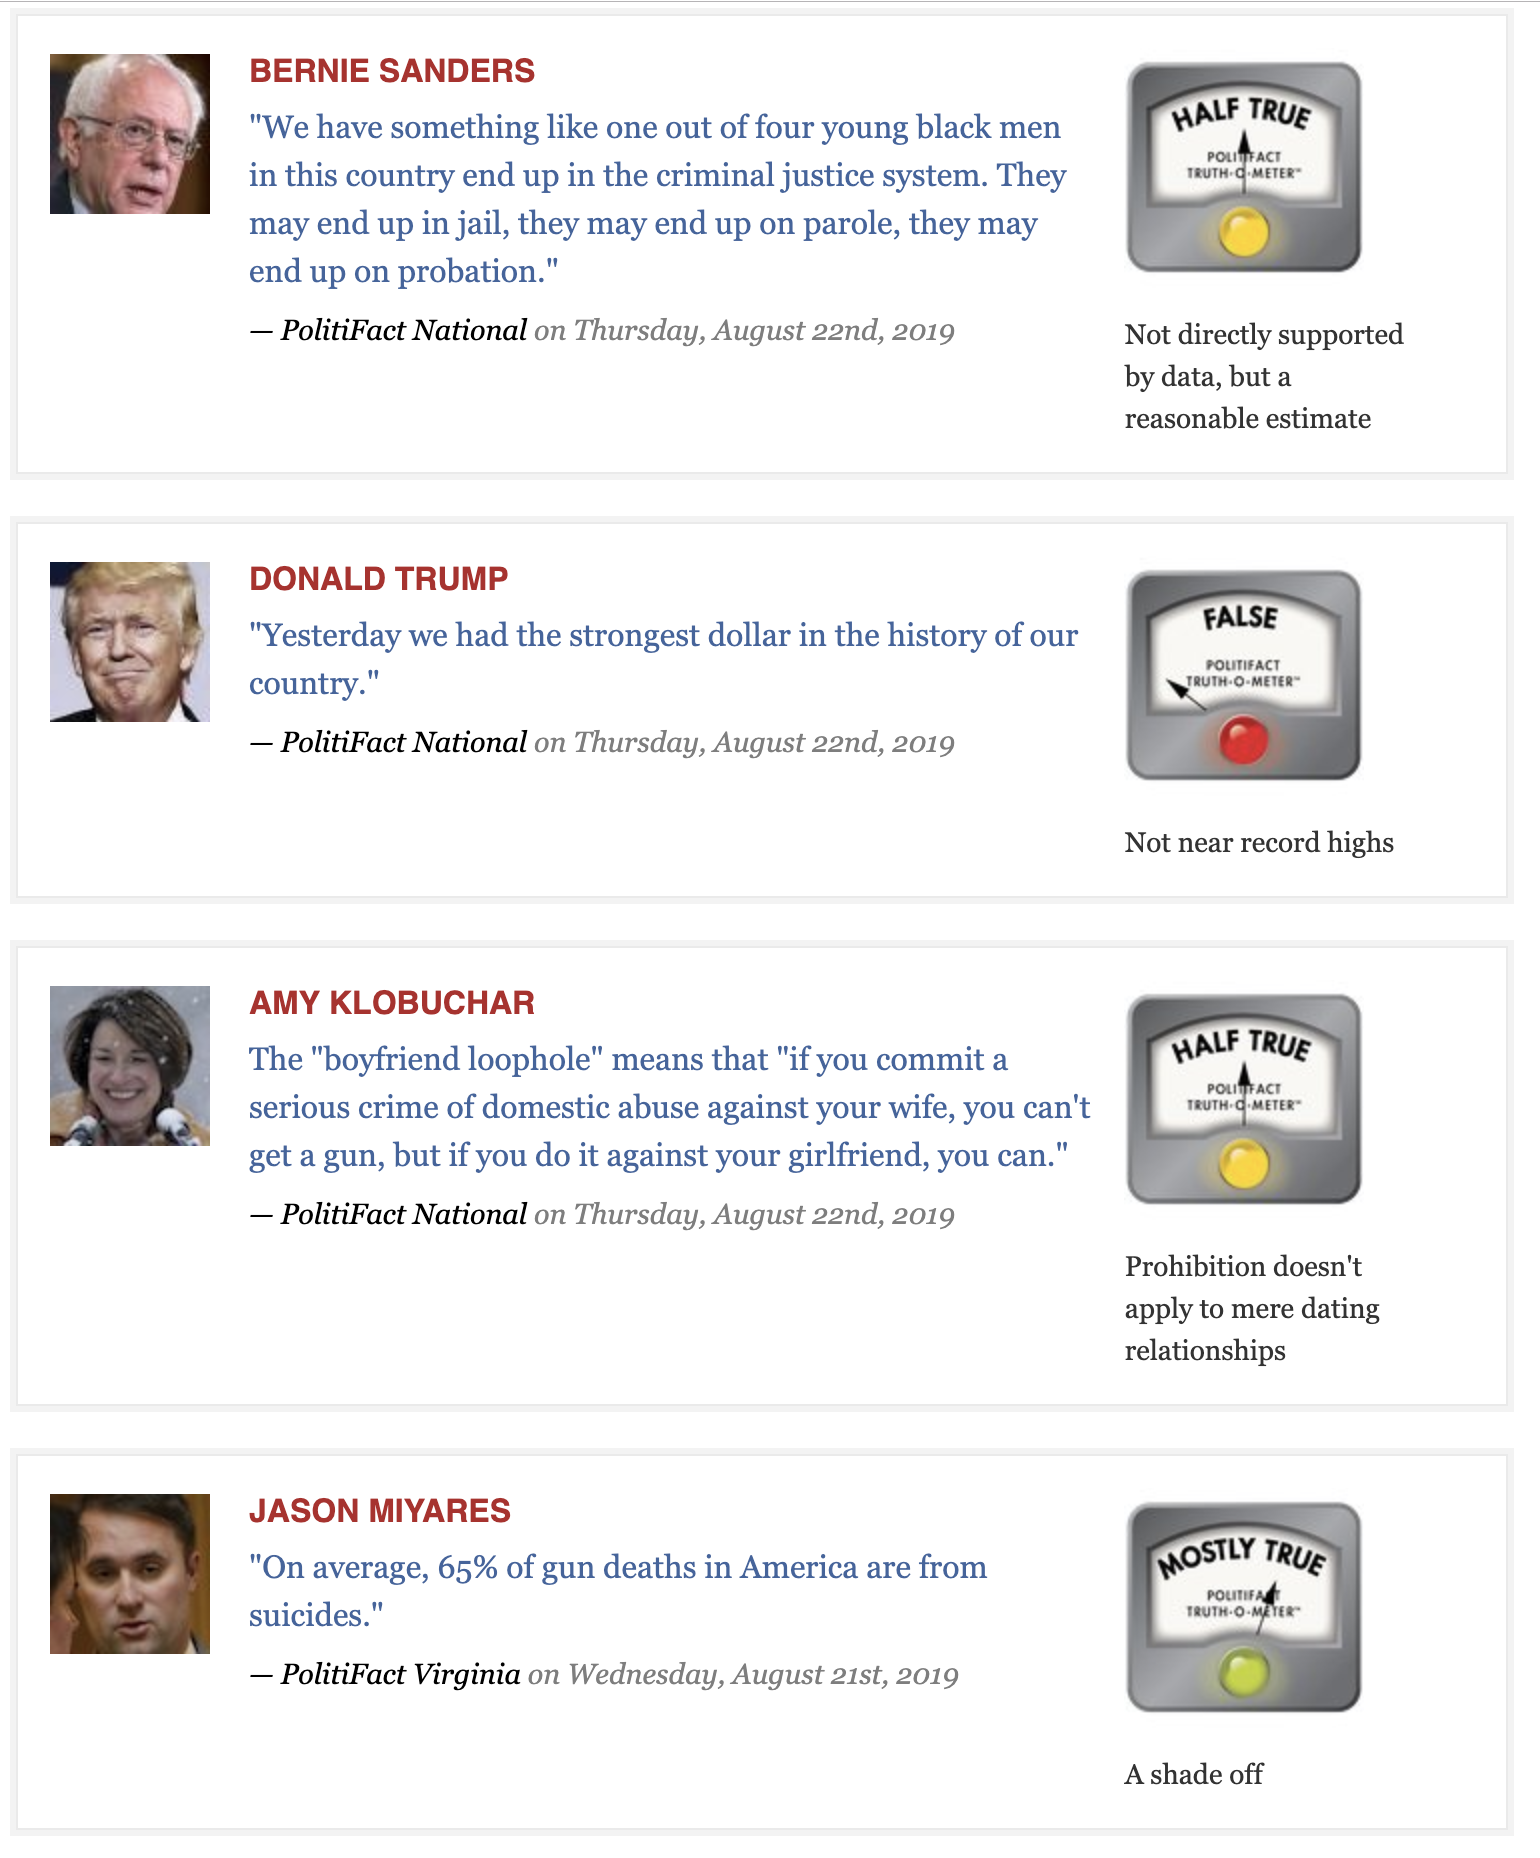 BERNIE SANDERS
"We have something like one out of four young black men
in this country end up in the criminal justice system. They
may end up in jail, they may end up on parole, they may
end up on probation."
— PolitiFact National on Thursday, August 22nd, 2019
HALF TRUE
POLITIFACT
TRUTH-O-METER™
Not directly supported
by data, but a
reasonable estimate
DONALD TRUMP
"Yesterday we had the strongest dollar in the history of our
country."
— PolitiFact National on Thursday, August 22nd, 2019
FALSE
POLITIFACT
TRUTH-O-METER™
Not near record highs
AMY KLOBUCHAR
The "boyfriend loophole" means that "if you commit a
serious crime of domestic abuse against your wife, you can't
get a gun, but if you do it against your girlfriend, you can."
— PolitiFact National on Thursday, August 22nd, 2019
HALF TRUE
POLITIFACT
TRUTH-O-METER™
Prohibition doesn't
apply to mere dating
relationships
JASON MIYARES
"On average, 65% of gun deaths in America are from
suicides."
— PolitiFact Virginia on Wednesday, August 21st, 2019
MOSTLY TRUE
POLITIFACT
TRUTH-O-METER™
A shade off